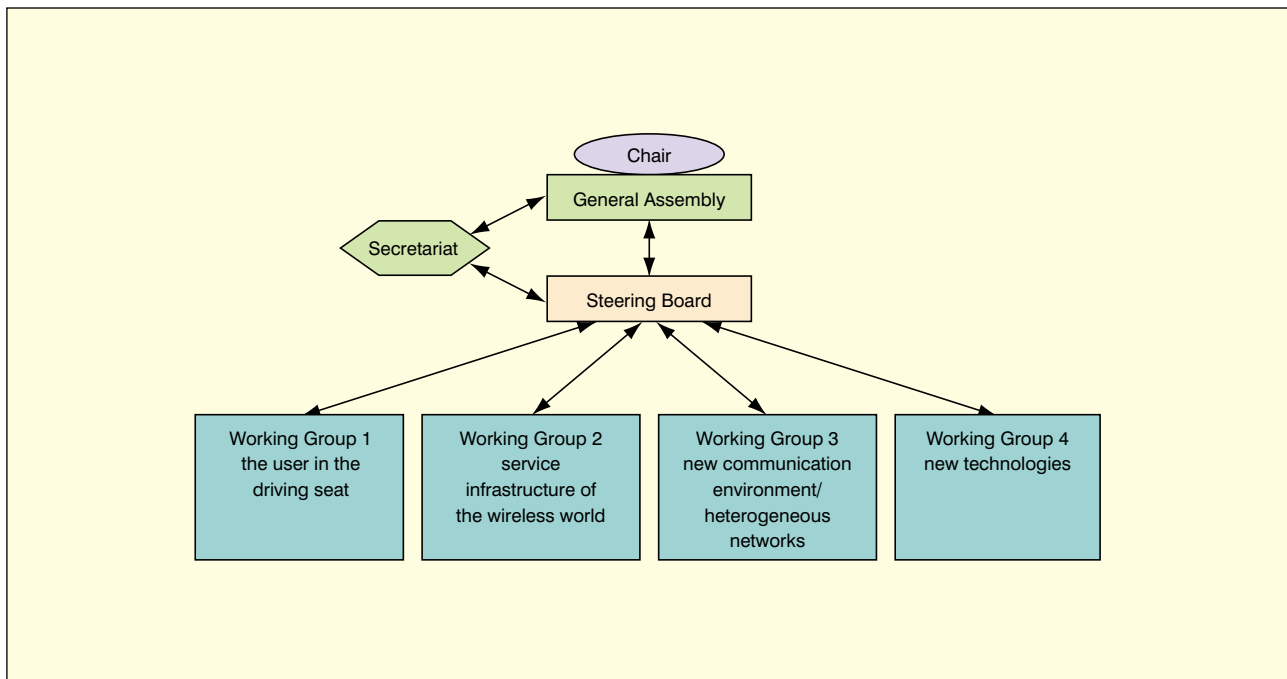 Chair
General Assembly
Secretariat
Steering Board
Working Group 1
the user in the
driving seat
Working Group 2
service
infrastructure of
the wireless world
Working Group 3
new communication
environment/
heterogeneous
networks
Working Group 4
new technologies